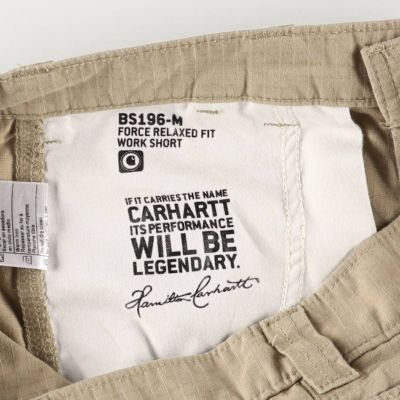 BS196-M
FORCE RELAXED FIT
WORK SHORT
IF IT CARRIES THE NAME
CARHARTT
ITS PERFORMANCE
WILL BE
LEGENDARY.
Hamilton Carhartt